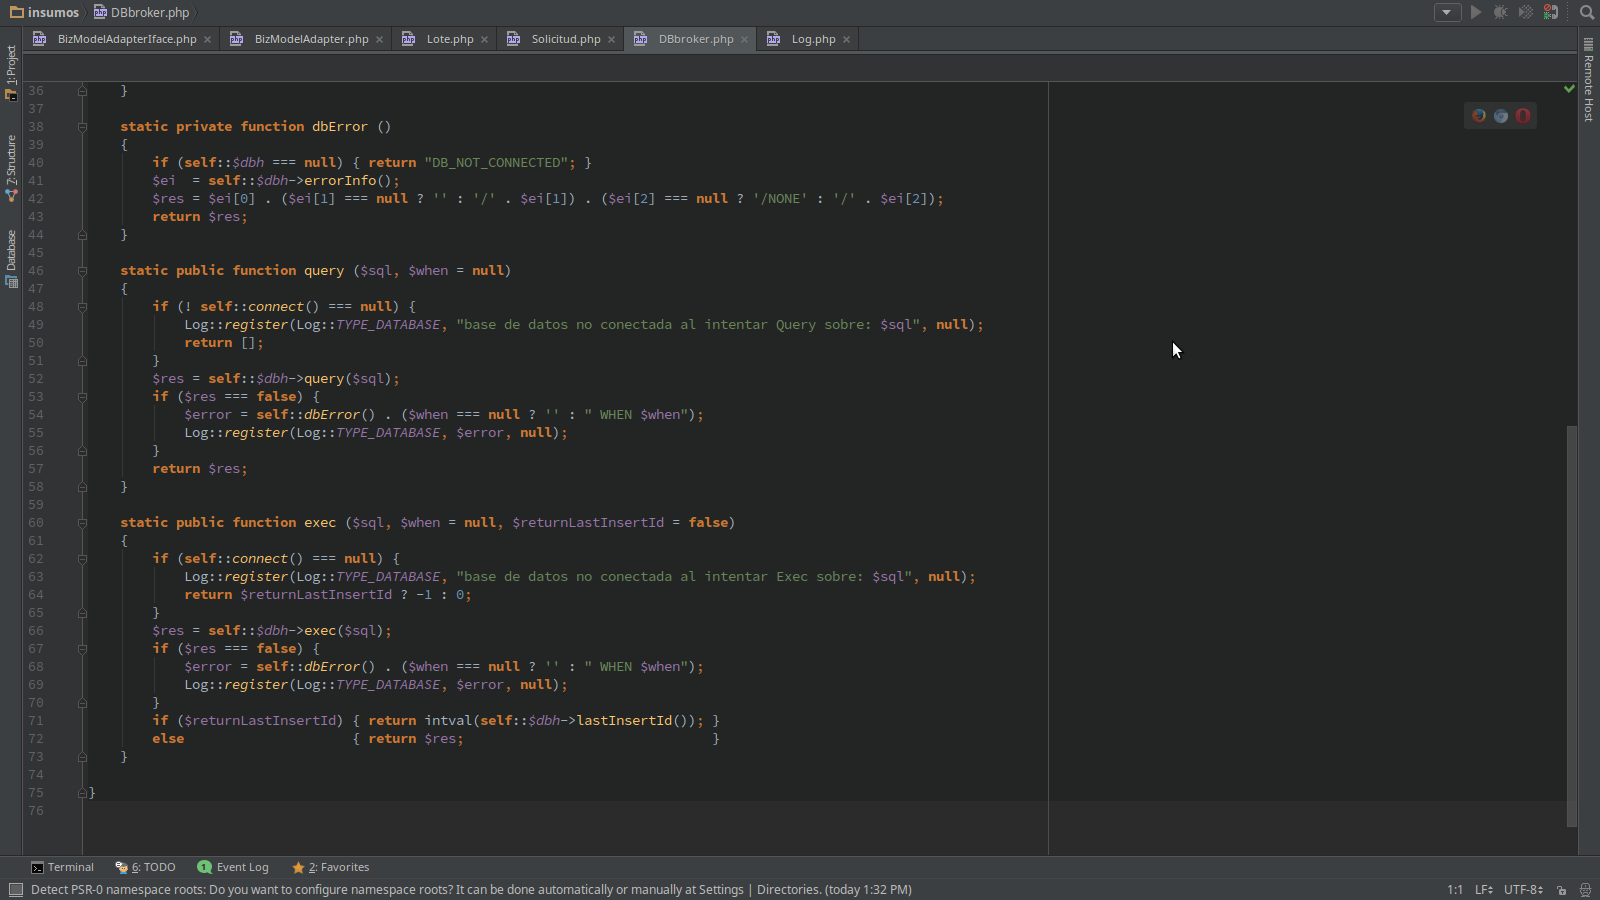 insumos DBbroker.php
BizModelAdapterIface.php × BizModelAdapter.php × Lote.php × Solicitud.php × DBbroker.php × Log.php ×
1: Project
7: Structure
Database
Remote Host
36     }
37
38     static private function dbError ()
39     {
40         if (self::$dbh === null) { return "DB_NOT_CONNECTED"; }
41         $ei  = self::$dbh->errorInfo();
42         $res = $ei[0] . ($ei[1] === null ? '' : '/' . $ei[1]) . ($ei[2] === null ? '/NONE' : '/' . $ei[2]);
43         return $res;
44     }
45
46     static public function query ($sql, $when = null)
47     {
48         if (! self::connect() === null) {
49             Log::register(Log::TYPE_DATABASE, "base de datos no conectada al intentar Query sobre: $sql", null);
50             return [];
51         }
52         $res = self::$dbh->query($sql);
53         if ($res === false) {
54             $error = self::dbError() . ($when === null ? '' : " WHEN $when");
55             Log::register(Log::TYPE_DATABASE, $error, null);
56         }
57         return $res;
58     }
59
60     static public function exec ($sql, $when = null, $returnLastInsertId = false)
61     {
62         if (self::connect() === null) {
63             Log::register(Log::TYPE_DATABASE, "base de datos no conectada al intentar Exec sobre: $sql", null);
64             return $returnLastInsertId ? -1 : 0;
65         }
66         $res = self::$dbh->exec($sql);
67         if ($res === false) {
68             $error = self::dbError() . ($when === null ? '' : " WHEN $when");
69             Log::register(Log::TYPE_DATABASE, $error, null);
70         }
71         if ($returnLastInsertId) { return intval(self::$dbh->lastInsertId()); }
72         else                     { return $res;                               }
73     }
74
75 }
76
Terminal 6: TODO 1 Event Log 2: Favorites
Detect PSR-0 namespace roots: Do you want to configure namespace roots? It can be done automatically or manually at Settings | Directories. (today 1:32 PM) 1:1 LF UTF-8